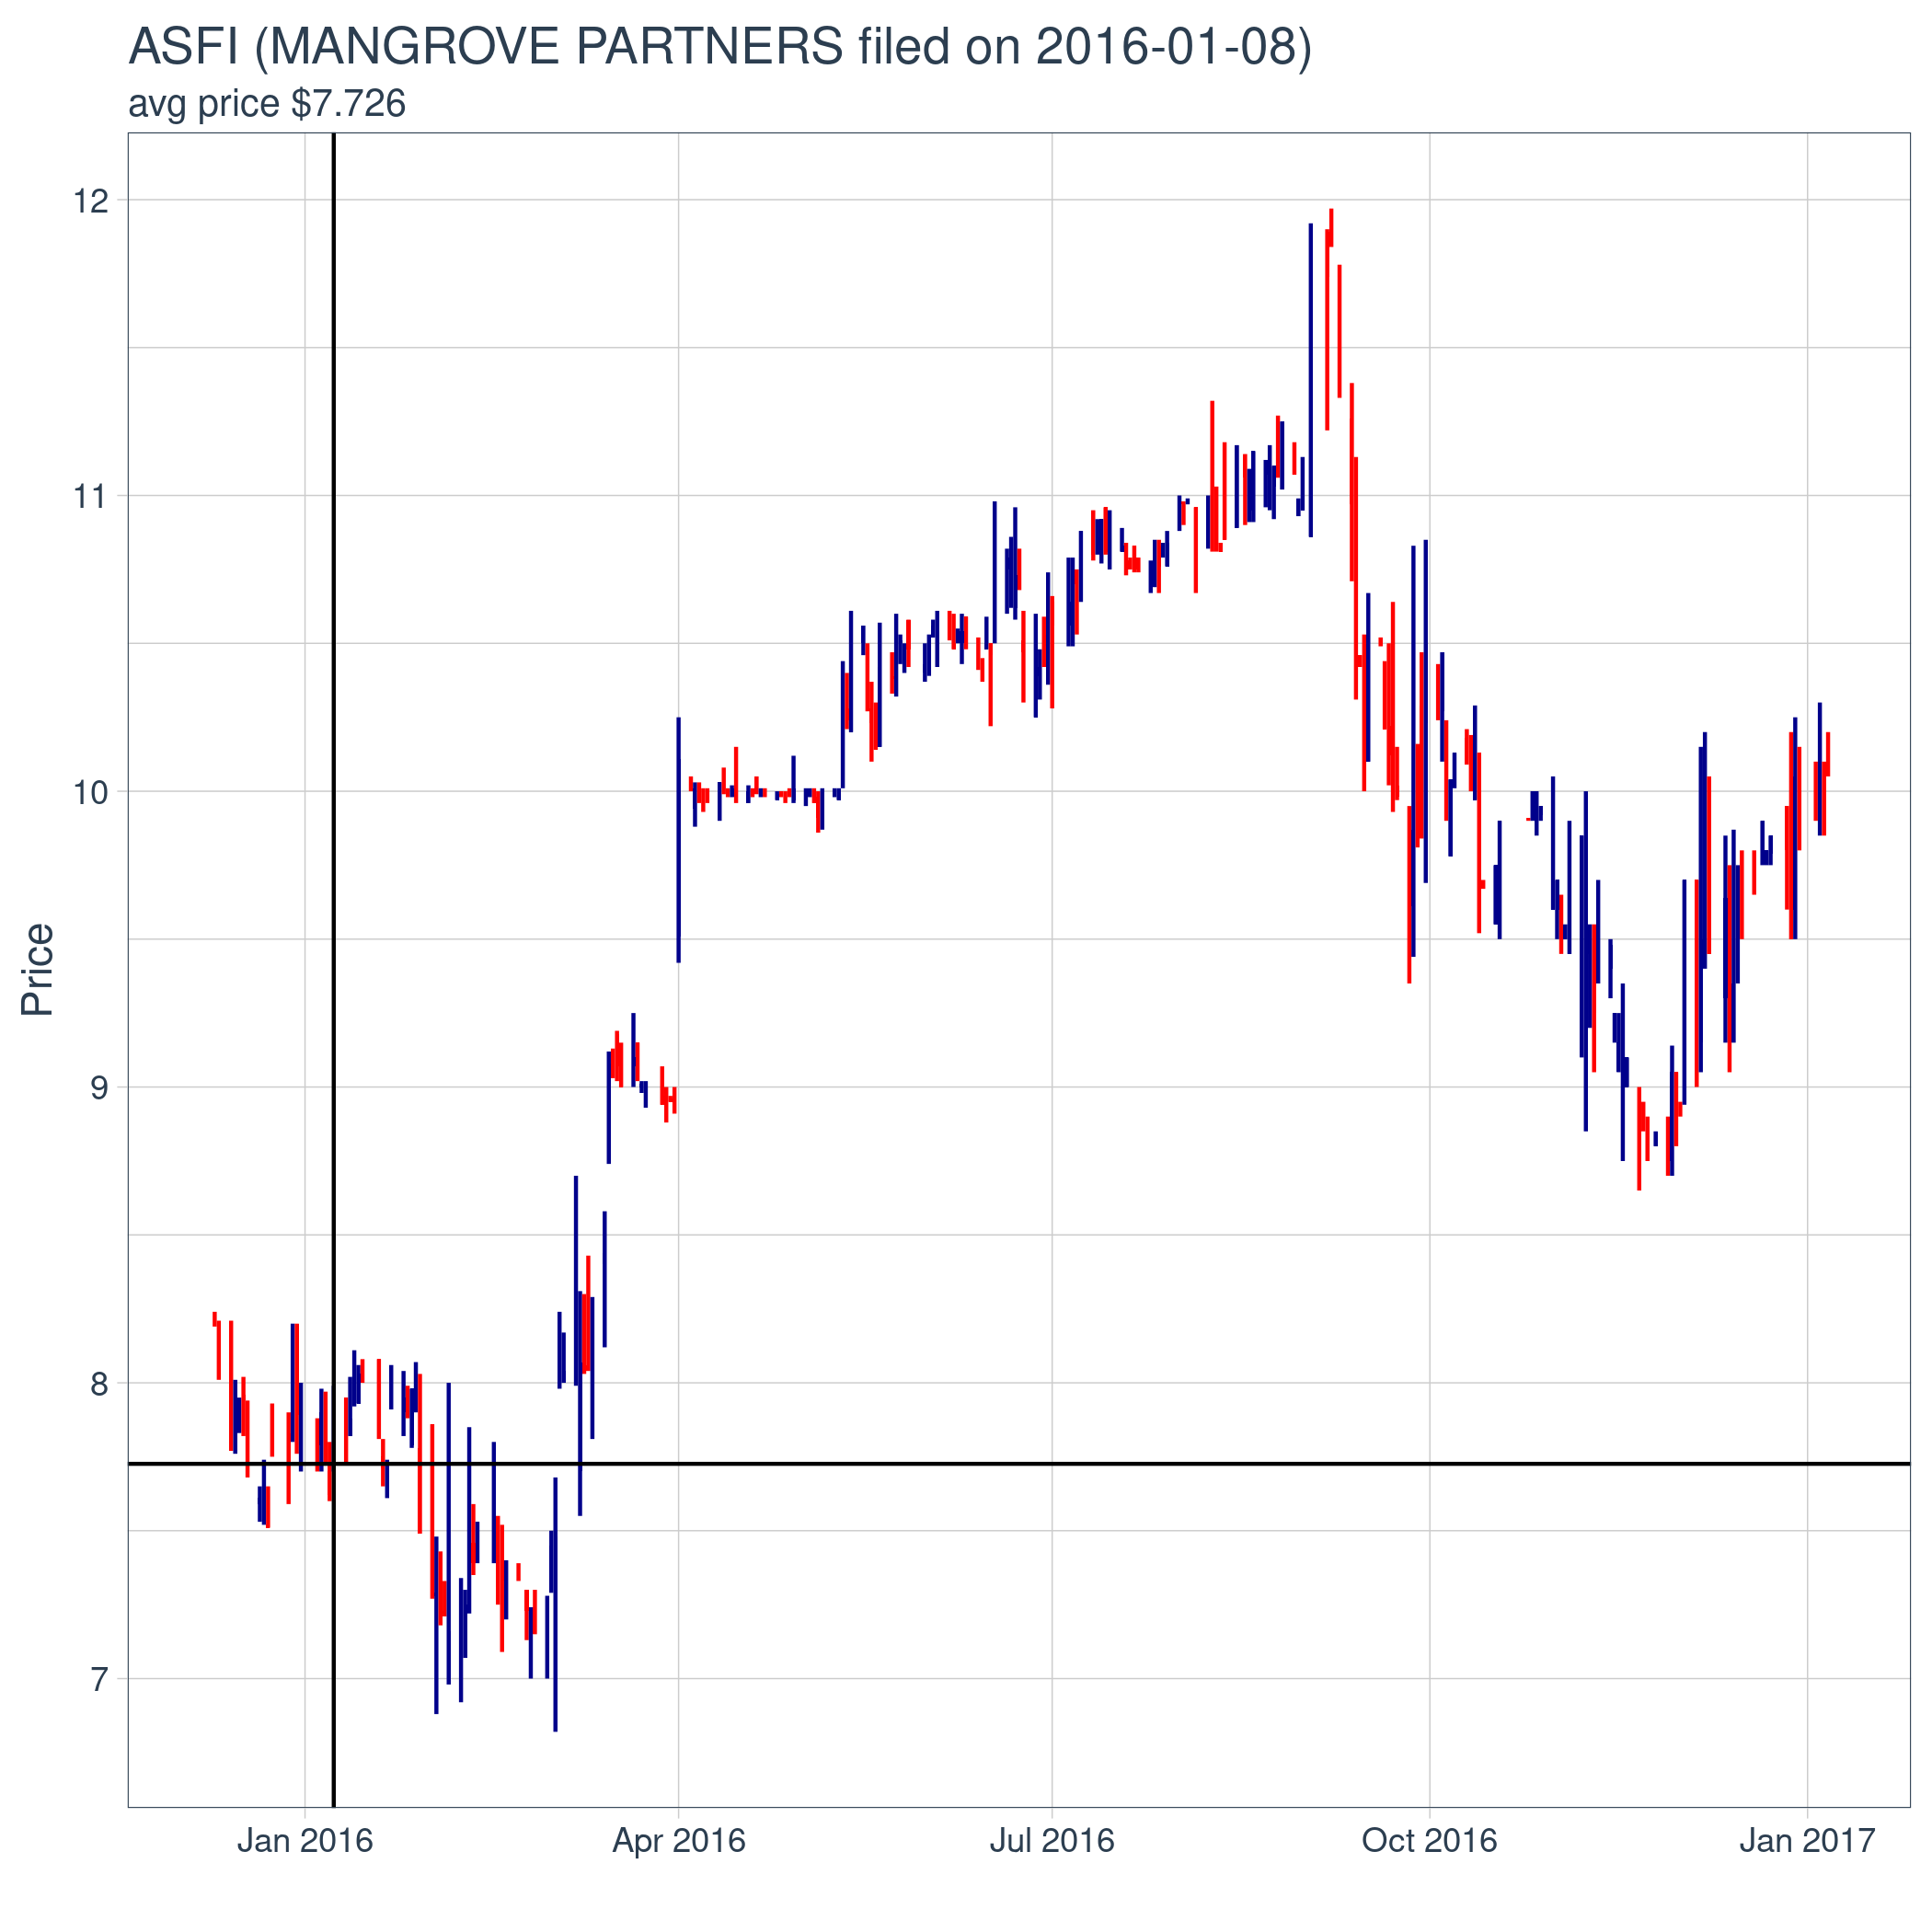 ASFI (MANGROVE PARTNERS filed on 2016-01-08)
avg price $7.726
12
11
10
9
8
7
Price
Jan 2016
Apr 2016
Jul 2016
Oct 2016
Jan 2017